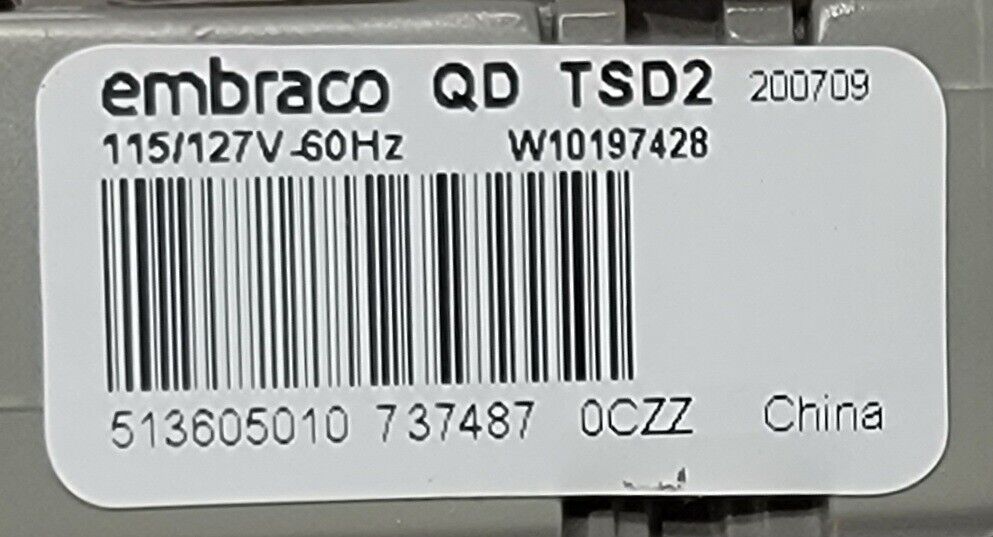 embraco QD TSD2 200709
115/127V-60Hz W10197428
513605010 737487 0CZZ China